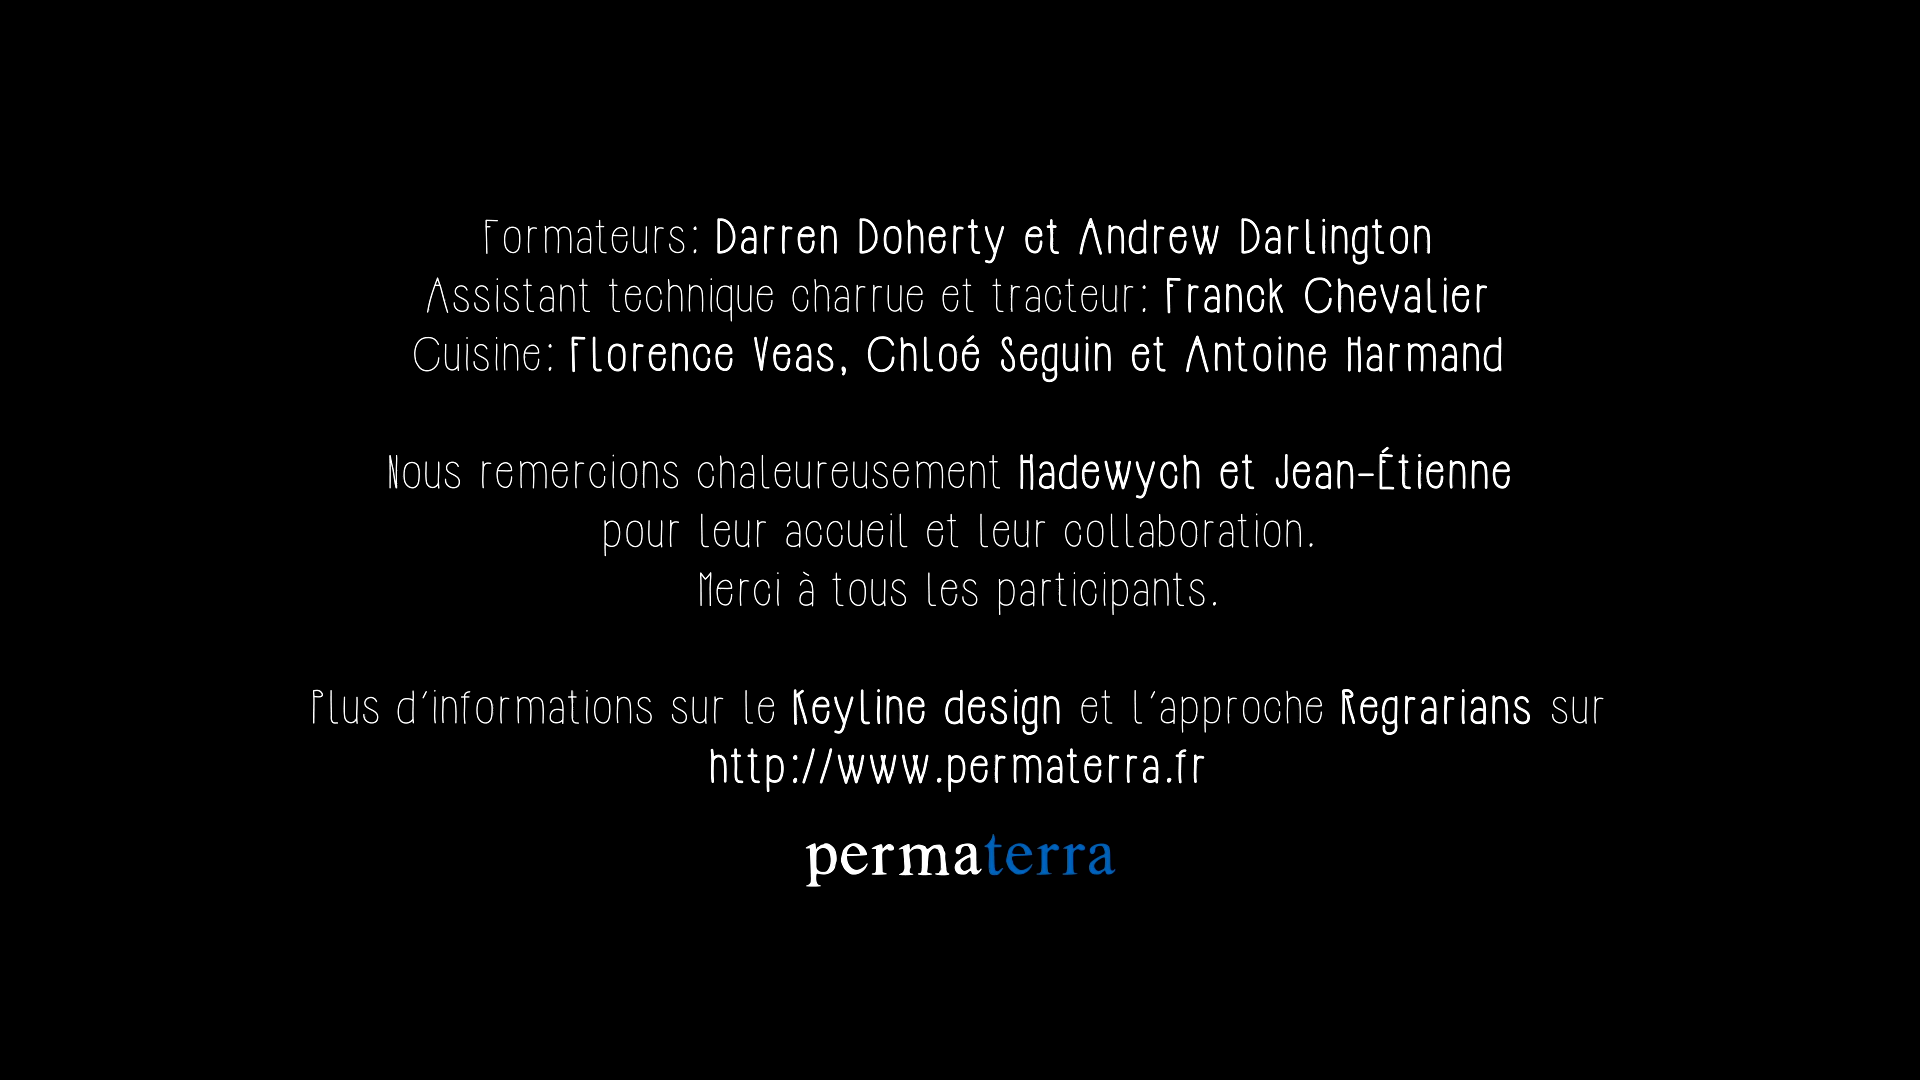 Formateurs: Darren Doherty et Andrew Darlington
Assistant technique charrue et tracteur: Franck Chevalier
Cuisine: Florence Veas, Chloé Seguin et Antoine Harmand
Nous remercions chaleureusement Hadewych et Jean-Étienne
pour leur accueil et leur collaboration.
Merci à tous les participants.
Plus d'informations sur le Keyline design et l'approche Regrarians sur
http://www.permaterra.fr
permaterra